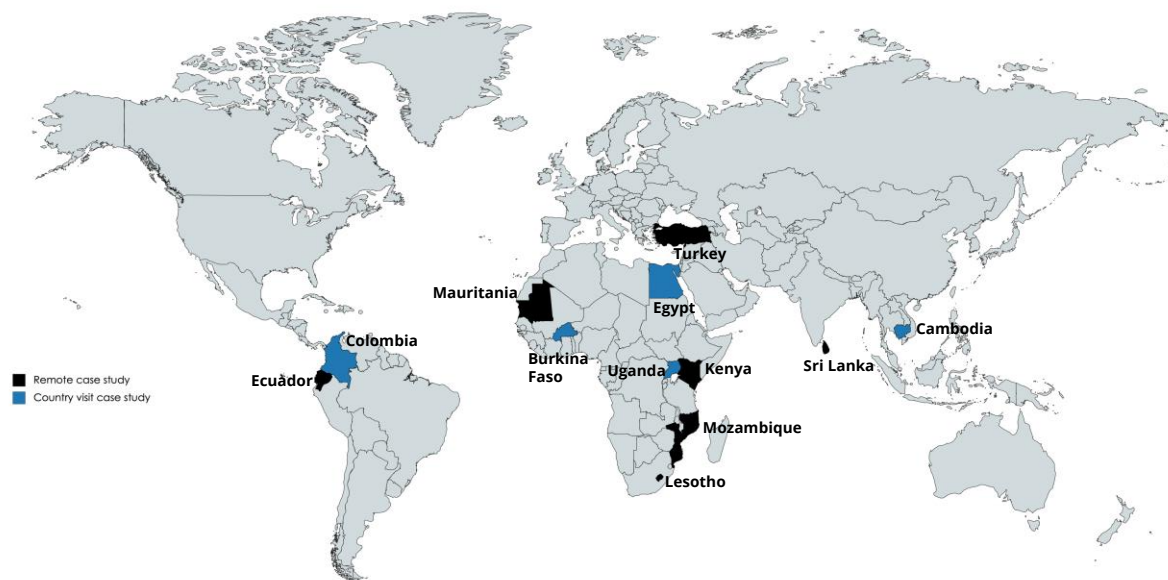 Turkey
Mauritania
Egypt
Colombia
Burkina
Faso
Cambodia
Uganda
Kenya
Sri Lanka
Ecuador
Remote case study
Country visit case study
Mozambique
Lesotho